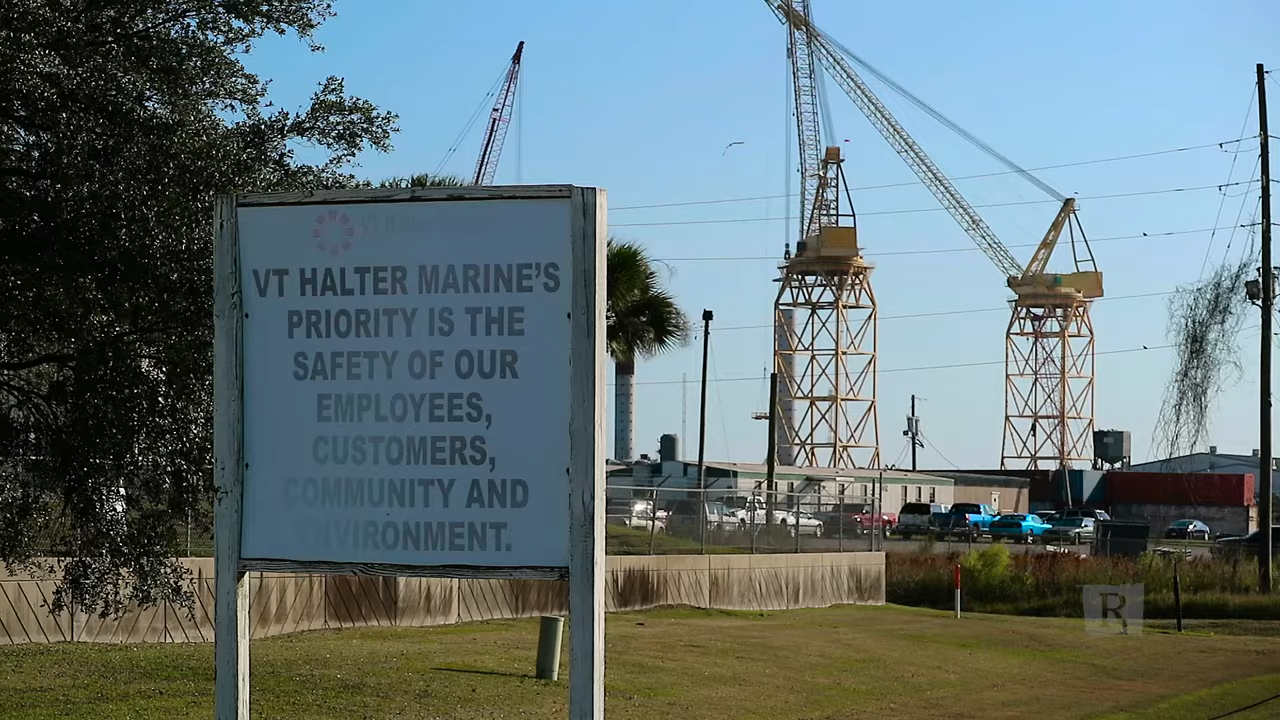 VT HALTER MARINE'S
PRIORITY IS THE
SAFETY OF OUR
EMPLOYEES,
CUSTOMERS,
COMMUNITY AND
ENVIRONMENT.
R